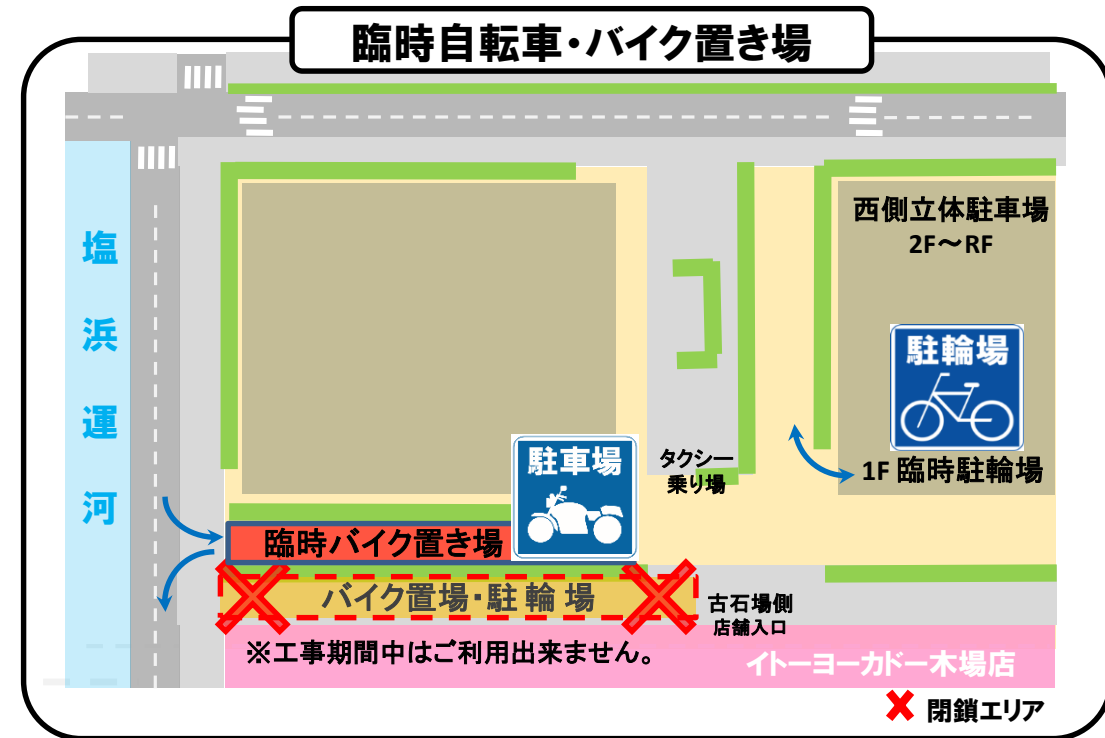 臨時自転車・バイク置き場
塩浜運河
西側立体駐車場
2F～RF
駐輪場
1F 臨時駐輪場
タクシー
乗り場
駐車場
臨時バイク置き場
バイク置場・駐輪場
古石場側
店舗入口
※工事期間中はご利用出来ません。
イトーヨーカドー木場店
閉鎖エリア